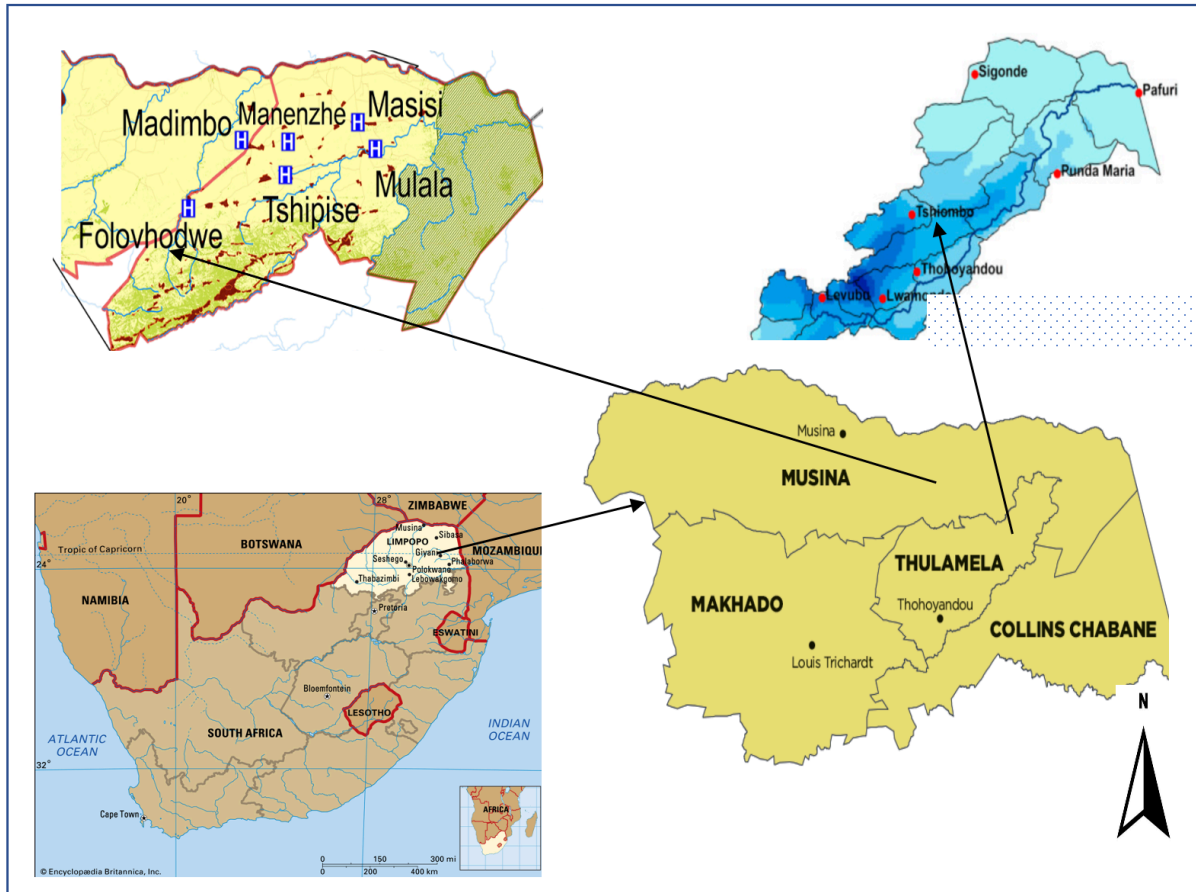 Madimbo
Manenzhe
Masisi
H
H
H
H
H
H
Mulala
Tshipise
Folovhodwe
Sigonde
Pafuri
Punda Maria
Tshiombo
Thohoyandou
Levubu
Musina
MUSINA
THULAMELA
Thohoyandou
MAKHADO
Louis Trichardt
COLLINS CHABANE
N
20°
28°
ZIMBABWE
Musina
Sibasa
LIMPOPO
BOTSWANA
MOZAMBIQUE
Tropic of Capricorn
Giyani
Seshego
Phalaborwa
24°
Polokwane
Lebowakgomo
Thabazimbi
NAMIBIA
Pretoria
ESWATINI
Bloemfontein
LESOTHO
SOUTH AFRICA
ATLANTIC
OCEAN
INDIAN
OCEAN
32°
Cape Town
AFRICA
0 150 300 mi
0 200 400 km
© Encyclopædia Britannica, Inc.